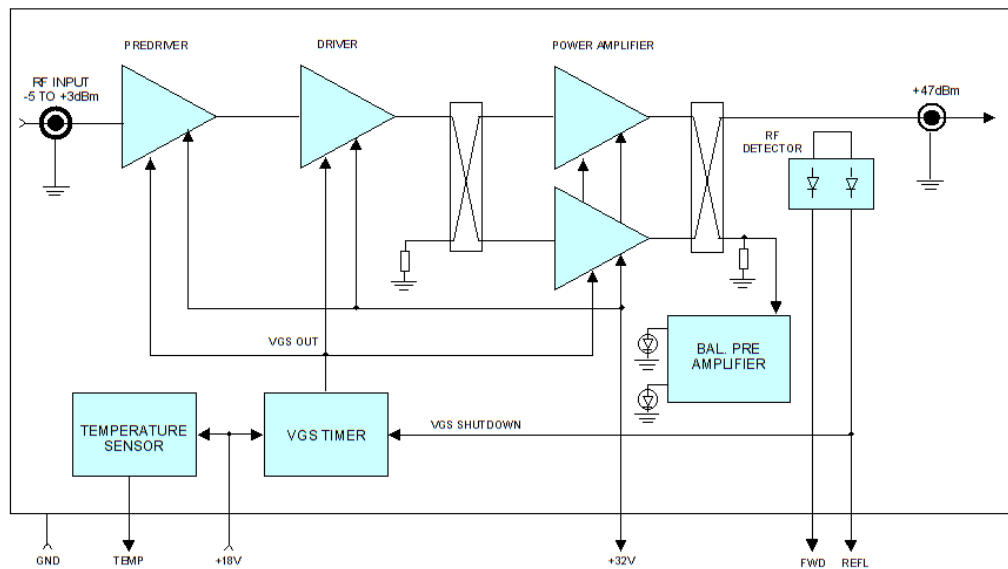 PREDRIVER
DRIVER
POWER AMPLIFIER
RF INPUT
-5 TO +3dBm
+47dBm
RF
DETECTOR
VGS OUT
BAL. PRE
AMPLIFIER
TEMPERATURE
SENSOR
VGS TIMER
VGS SHUTDOWN
GND
TEMP
+18V
+32V
FWD
REFL